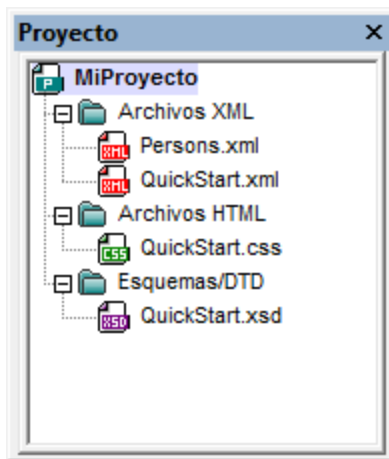 Proyecto
MiProyecto
Archivos XML
Persons.xml
QuickStart.xml
Archivos HTML
QuickStart.css
Esquemas/DTD
QuickStart.xsd